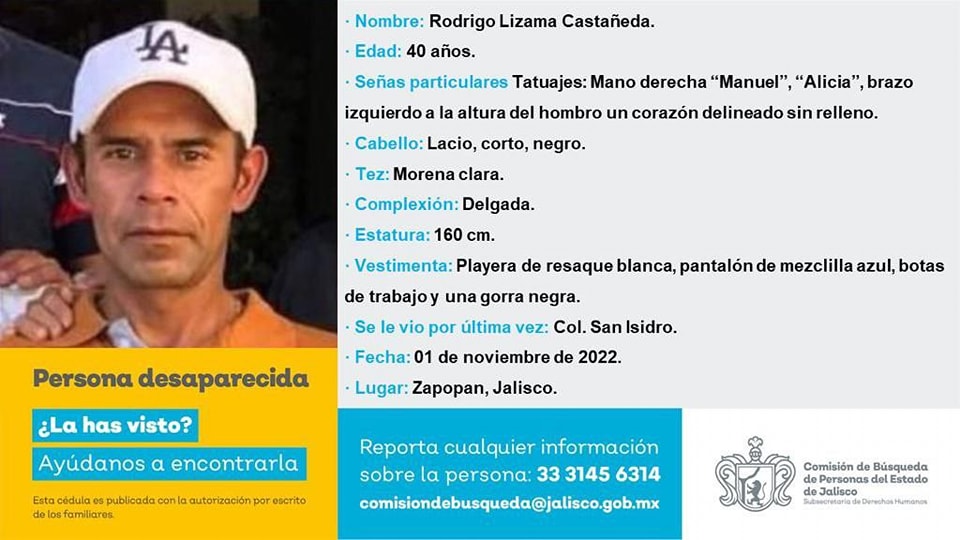 LA
· Nombre: Rodrigo Lizama Castañeda.
· Edad: 40 años.
· Señas particulares Tatuajes: Mano derecha “Manuel”, “Alicia”, brazo
izquierdo a la altura del hombro un corazón delineado sin relleno.
· Cabello: Lacio, corto, negro.
· Tez: Morena clara.
· Complexión: Delgada.
· Estatura: 160 cm.
· Vestimenta: Playera de resaque blanca, pantalón de mezclilla azul, botas
de trabajo y una gorra negra.
· Se le vio por última vez: Col. San Isidro.
· Fecha: 01 de noviembre de 2022.
· Lugar: Zapopan, Jalisco.
Persona desaparecida
¿La has visto?
Ayúdanos a encontrarla
Esta cédula es publicada con la autorización por escrito
de los familiares.
Reporta cualquier información
sobre la persona: 33 3145 6314
comisiondebusqueda@jalisco.gob.mx
Comisión de Búsqueda
de Personas del Estado
de Jalisco
Subsecretaría de Derechos Humanos